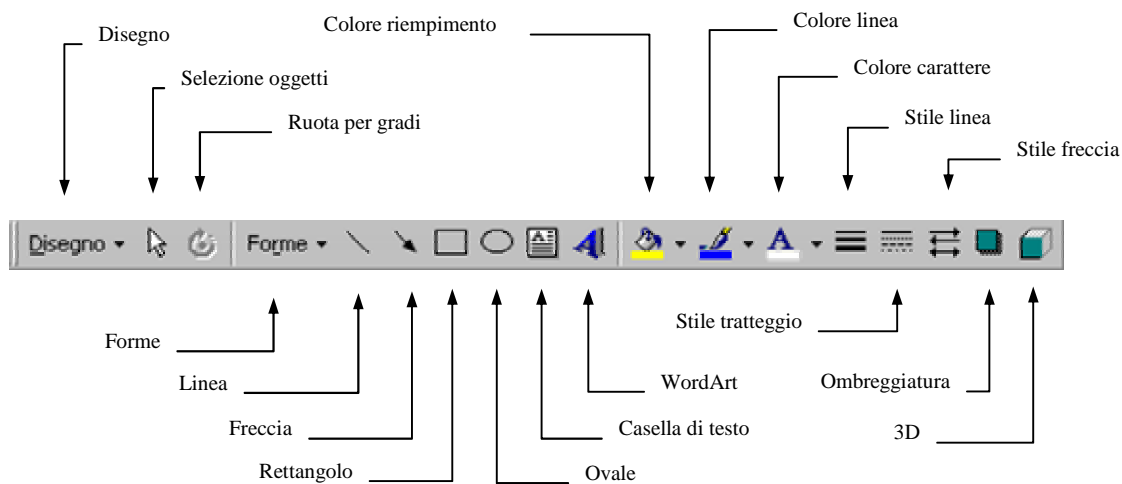 Colore linea
Colore riempimento
Disegno
Colore carattere
Selezione oggetti
Stile linea
Ruota per gradi
Stile freccia
Disegno Forme A
Stile tratteggio
Forme
Linea
WordArt
Ombreggiatura
Freccia
Casella di testo
3D
Rettangolo
Ovale